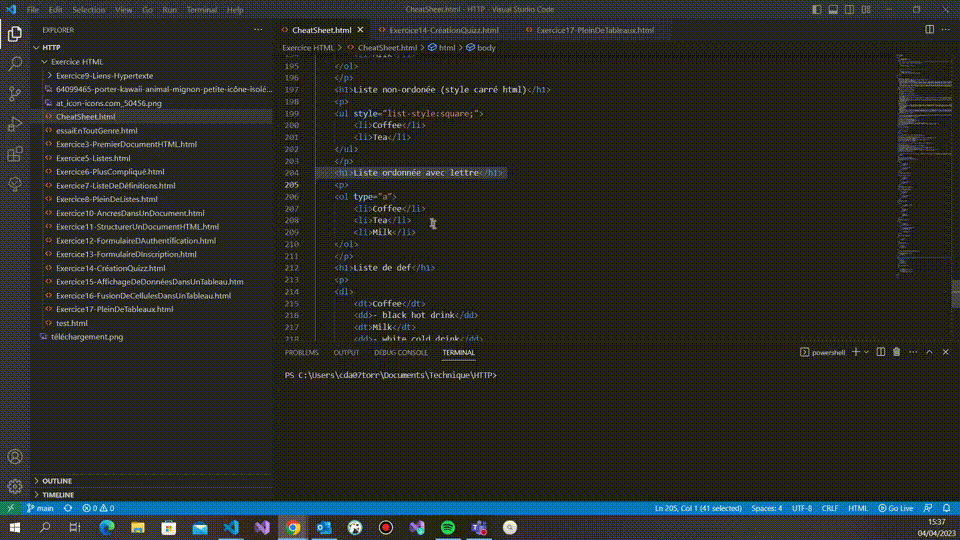 File Edit Selection View Go Run Terminal Help CheatSheet.html - HTTP - Visual Studio Code
EXPLORER
HTTP
Exercice HTML
Exercice9-Liens-Hypertexte
64099465-porter-kawaii-animal-mignon-petite-icône-isolé...
at_icon-icons.com_50456.png
CheatSheet.html
essaiEnToutGenre.html
Exercice3-PremierDocumentHTML.html
Exercice5-Listes.html
Exercice6-PlusCompliqué.html
Exercice7-ListeDeDéfinitions.html
Exercice8-PleinDeListes.html
Exercice10-AncresDansUnDocument.html
Exercice11-StructurerUnDocument HTML.html
Exercice12-FormulaireDAuthentification.html
Exercice13-FormulaireDInscription.html
Exercice14-CréationQuizz.html
Exercice15-AffichageDeDonnéesDansUnTableau.htm
Exercice16-FusionDeCellulesDansUnTableau.html
Exercice17-PleinDeTableaux.html
test.html
téléchargement.png
OUTLINE
TIMELINE
CheatSheet.html Exercice14-CréationQuizz.html Exercice17-PleinDeTableaux.html
Exercice HTML > CheatSheet.html > html > body
195 </ol>
196 </p>
197 <h1>Liste non-ordonée (style carré html)</h1>
198 <p>
199 <ul style="list-style:square;">
200 <li>Coffee</li>
201 <li>Tea</li>
202 </ul>
203 </p>
204 <h1>Liste ordonnée avec lettre</h1>
205 <p>
206 <ol type="a">
207 <li>Coffee</li>
208 <li>Tea</li>
209 <li>Milk</li>
210 </ol>
211 </p>
212 <h1>Liste de def</h1>
213 <p>
214 <dl>
215 <dt>Coffee</dt>
216 <dd>- black hot drink</dd>
217 <dt>Milk</dt>
218 <dd>- white cold drink</dd>
PROBLEMS OUTPUT DEBUG CONSOLE TERMINAL powershell
PS C:\Users\cda07torr\Documents\Technique\HTTP>
main 0 0 Ln 205, Col 1 (41 selected) Spaces: 4 UTF-8 CRLF HTML Go Live
15:37
04/04/2023